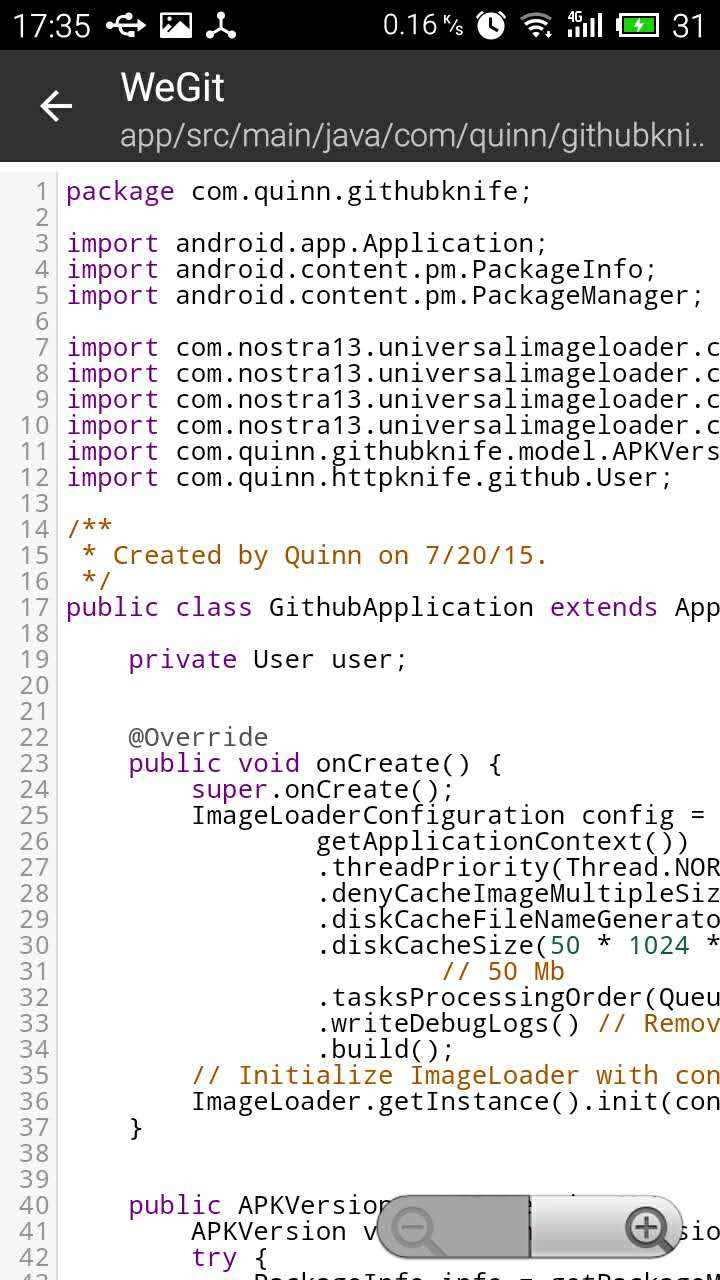 17:35 0.16 K/s 4G 31
WeGit
app/src/main/java/com/quinn/githubkni..
1 package com.quinn.githubknife;
2
3 import android.app.Application;
4 import android.content.pm.PackageInfo;
5 import android.content.pm.PackageManager;
6
7 import com.nostra13.universalimageloader.c
8 import com.nostra13.universalimageloader.c
9 import com.nostra13.universalimageloader.c
10 import com.nostra13.universalimageloader.c
11 import com.quinn.githubknife.model.APKVers
12 import com.quinn.httpknife.github.User;
13
14 /**
15  * Created by Quinn on 7/20/15.
16  */
17 public class GithubApplication extends App
18
19     private User user;
20
21
22     @Override
23     public void onCreate() {
24         super.onCreate();
25         ImageLoaderConfiguration config =
26                 getApplicationContext())
27                 .threadPriority(Thread.NOR
28                 .denyCacheImageMultipleSiz
29                 .diskCacheFileNameGenerato
30                 .diskCacheSize(50 * 1024 *
31                         // 50 Mb
32                 .tasksProcessingOrder(Queu
33                 .writeDebugLogs() // Remov
34                 .build();
35         // Initialize ImageLoader with con
36         ImageLoader.getInstance().init(con
37     }
38
39
40     public APKVersion
41         APKVersion v
42         try {
43             PackageInfo info = getPackageM